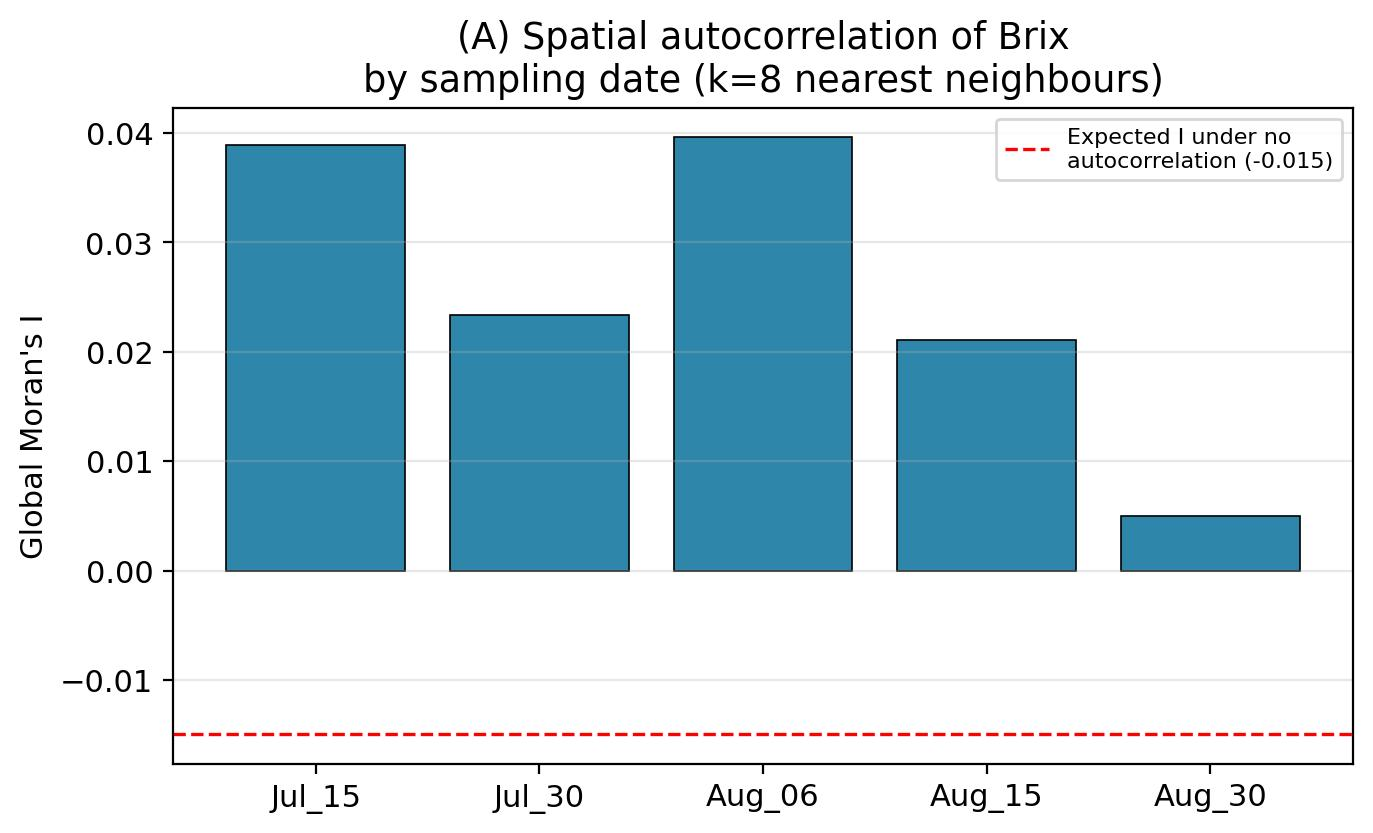 (A) Spatial autocorrelation of Brix
by sampling date (k=8 nearest neighbours)
Expected I under no
autocorrelation (-0.015)
Global Moran's I
0.04
0.03
0.02
0.01
0.00
−0.01
Jul_15 Jul_30 Aug_06 Aug_15 Aug_30